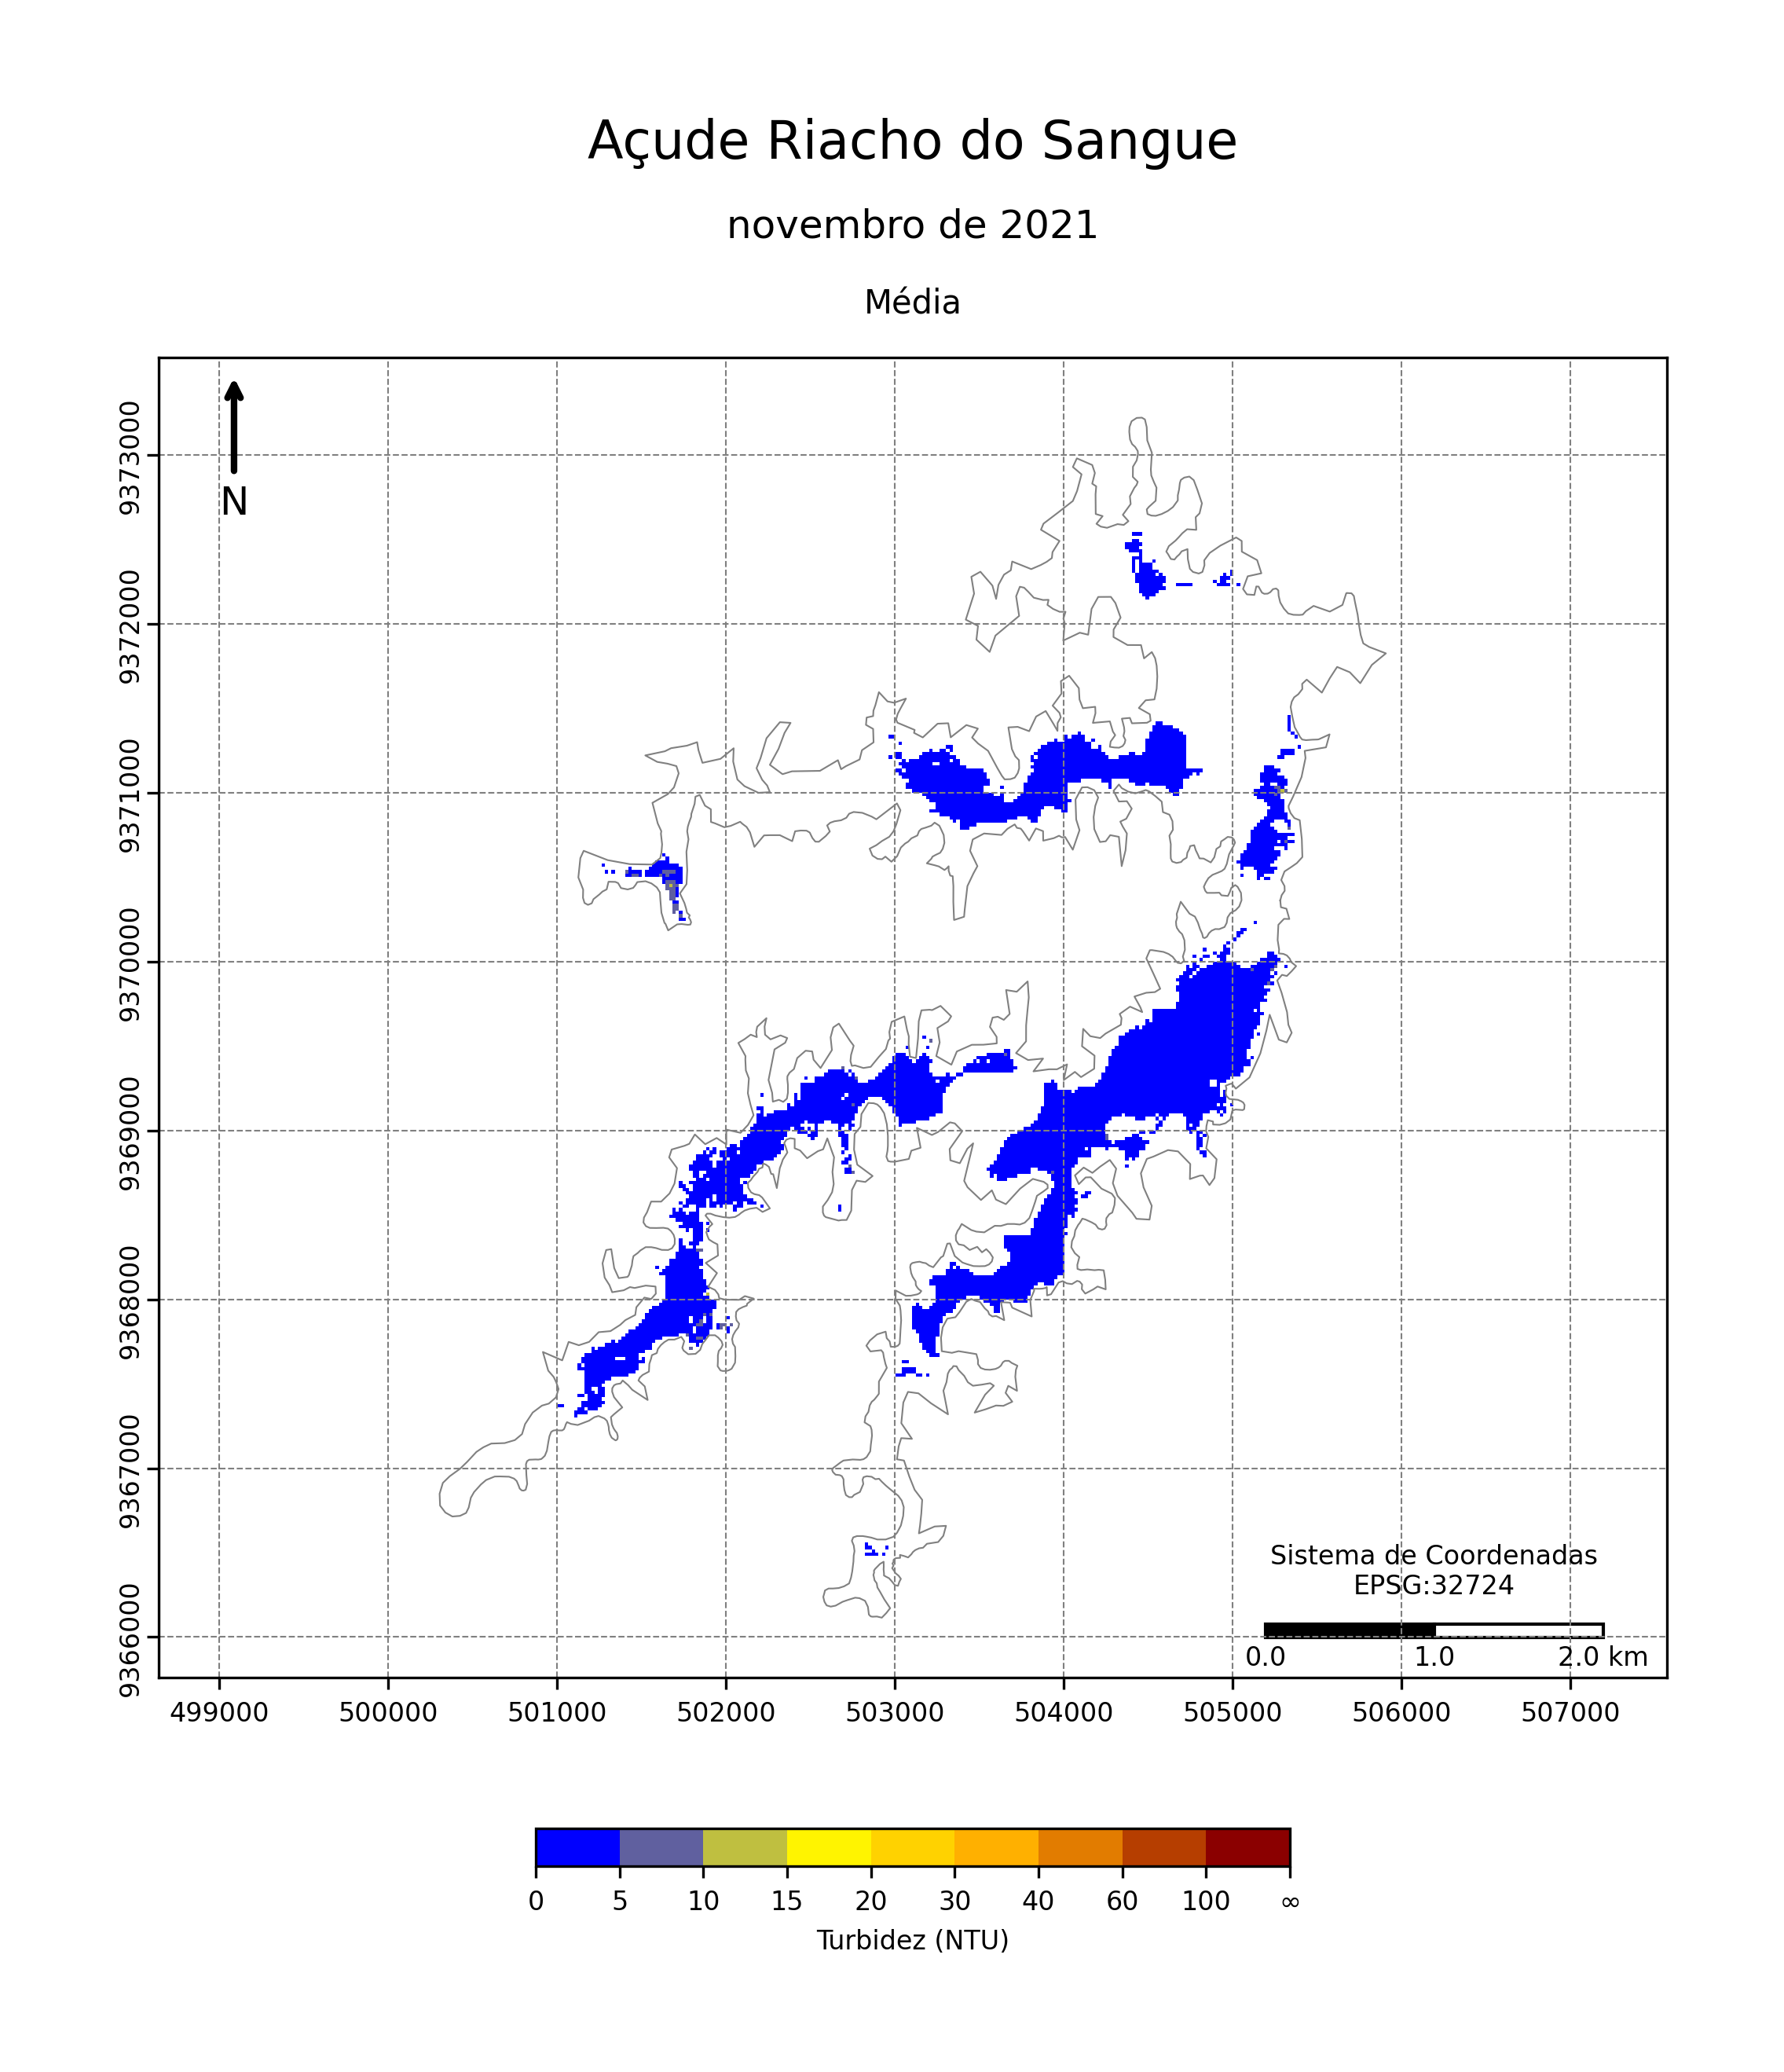 Açude Riacho do Sangue
novembro de 2021
Média
N
9373000
9372000
9371000
9370000
9369000
9368000
9367000
9366000
Sistema de Coordenadas
EPSG:32724
0.0 1.0 2.0 km
499000 500000 501000 502000 503000 504000 505000 506000 507000
0 5 10 15 20 30 40 60 100 ∞
Turbidez (NTU)